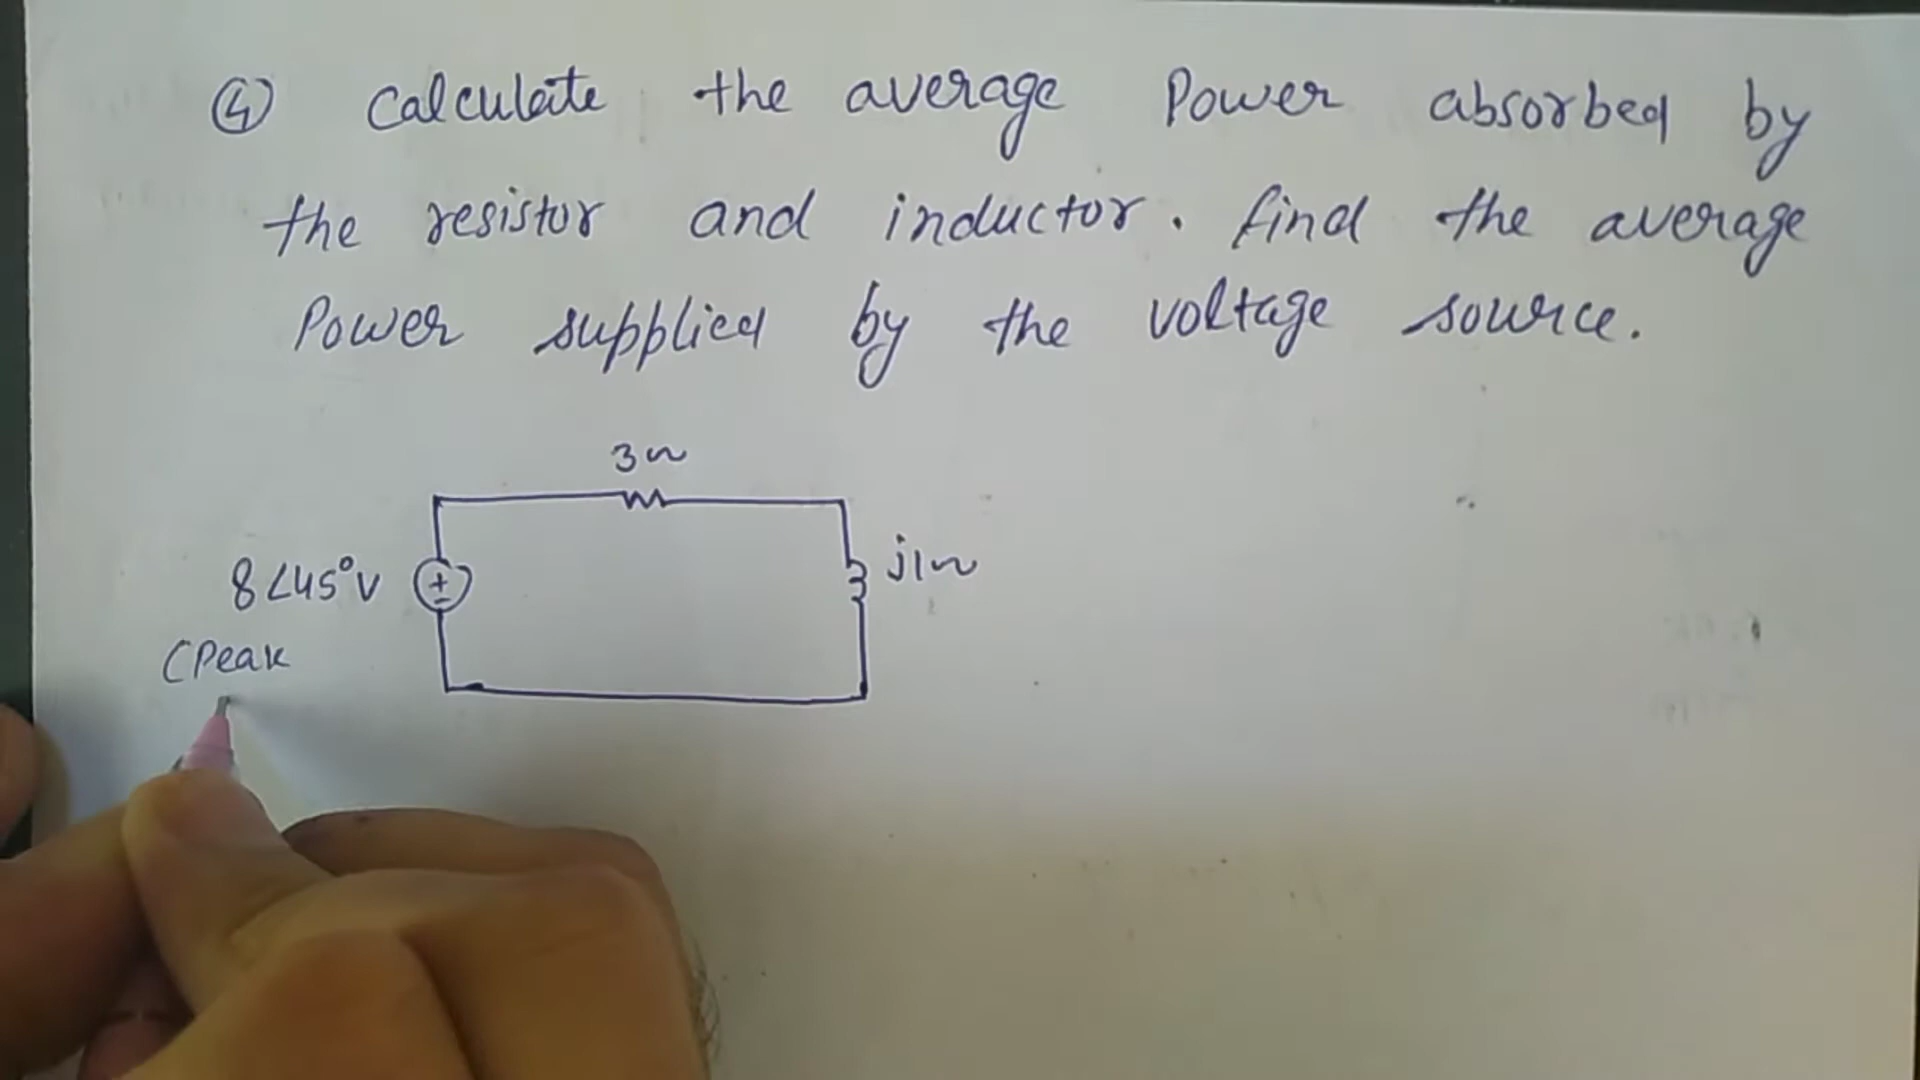 ④ Calculate the average Power absorbed by
the resistor and inductor. find the average
Power supplied by the voltage source.
3Ω
8∠45°V
j1Ω
(Peak